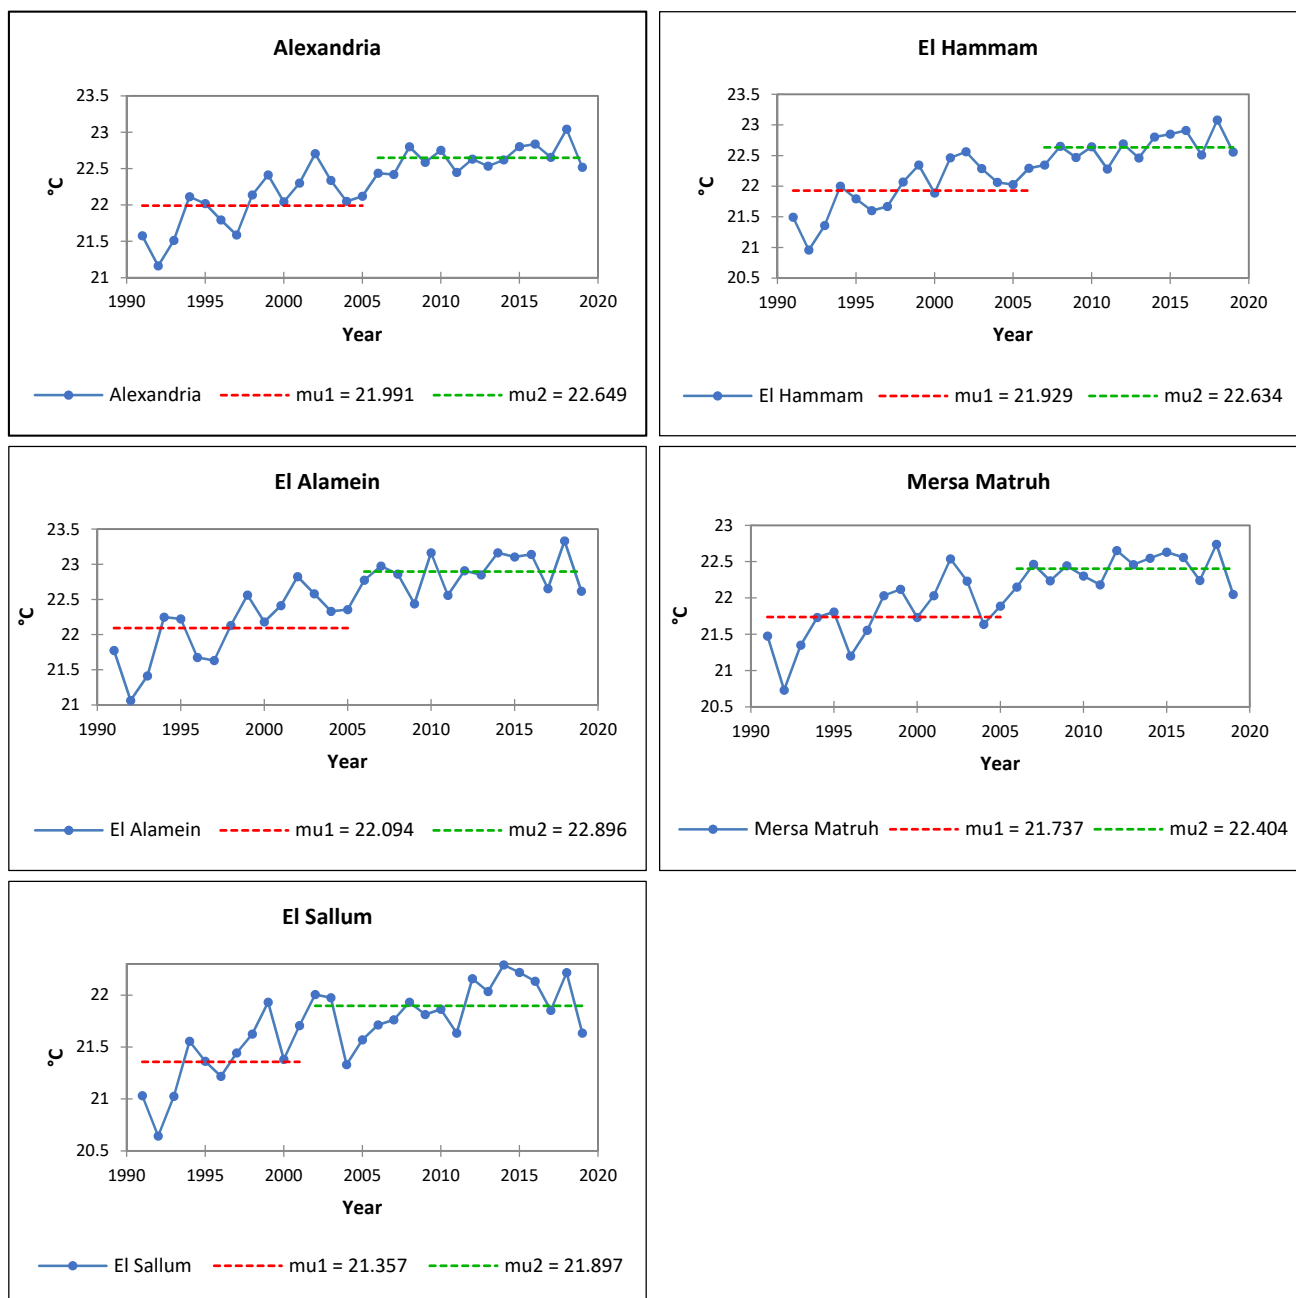 Alexandria
23.5
23
22.5
22
21.5
21
°C
1990 1995 2000 2005 2010 2015 2020
Year
Alexandria mu1 = 21.991 mu2 = 22.649
El Hammam
23.5
23
22.5
22
21.5
21
20.5
°C
1990 1995 2000 2005 2010 2015 2020
Year
El Hammam mu1 = 21.929 mu2 = 22.634
El Alamein
23.5
23
22.5
22
21.5
21
°C
1990 1995 2000 2005 2010 2015 2020
Year
El Alamein mu1 = 22.094 mu2 = 22.896
Mersa Matruh
23
22.5
22
21.5
21
20.5
°C
1990 1995 2000 2005 2010 2015 2020
Year
Mersa Matruh mu1 = 21.737 mu2 = 22.404
El Sallum
22
21.5
21
20.5
°C
1990 1995 2000 2005 2010 2015 2020
Year
El Sallum mu1 = 21.357 mu2 = 21.897